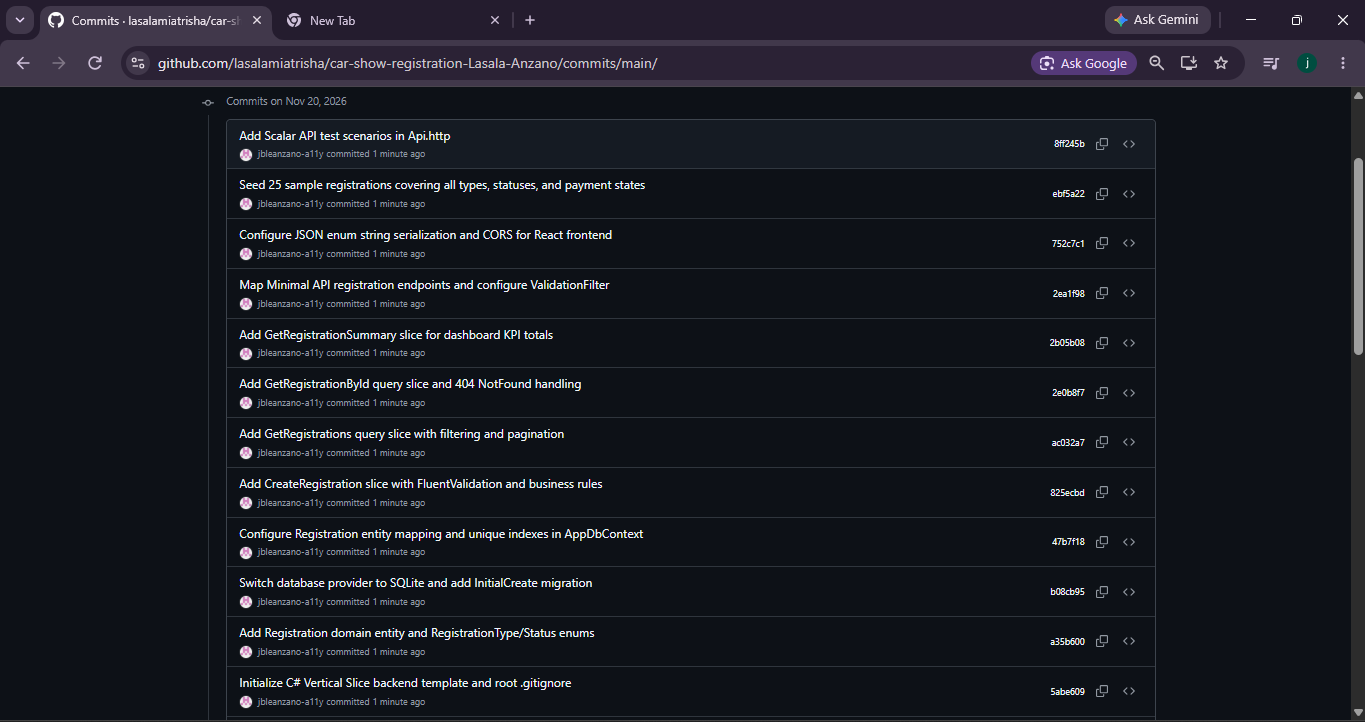 Commits · lasalamiatrisha/car-sh
New Tab
Ask Gemini
github.com/lasalamiatrisha/car-show-registration-Lasala-Anzano/commits/main/
Ask Google
j
Commits on Nov 20, 2026
Add Scalar API test scenarios in Api.http
8ff245b
jbleanzano-a11y committed 1 minute ago
Seed 25 sample registrations covering all types, statuses, and payment states
ebf5a22
jbleanzano-a11y committed 1 minute ago
Configure JSON enum string serialization and CORS for React frontend
752c7c1
jbleanzano-a11y committed 1 minute ago
Map Minimal API registration endpoints and configure ValidationFilter
2ea1f98
jbleanzano-a11y committed 1 minute ago
Add GetRegistrationSummary slice for dashboard KPI totals
2b05b08
jbleanzano-a11y committed 1 minute ago
Add GetRegistrationById query slice and 404 NotFound handling
2e0b8f7
jbleanzano-a11y committed 1 minute ago
Add GetRegistrations query slice with filtering and pagination
ac032a7
jbleanzano-a11y committed 1 minute ago
Add CreateRegistration slice with FluentValidation and business rules
825ecbd
jbleanzano-a11y committed 1 minute ago
Configure Registration entity mapping and unique indexes in AppDbContext
47b7f18
jbleanzano-a11y committed 1 minute ago
Switch database provider to SQLite and add InitialCreate migration
b08cb95
jbleanzano-a11y committed 1 minute ago
Add Registration domain entity and RegistrationType/Status enums
a35b600
jbleanzano-a11y committed 1 minute ago
Initialize C# Vertical Slice backend template and root .gitignore
5abe609
jbleanzano-a11y committed 1 minute ago